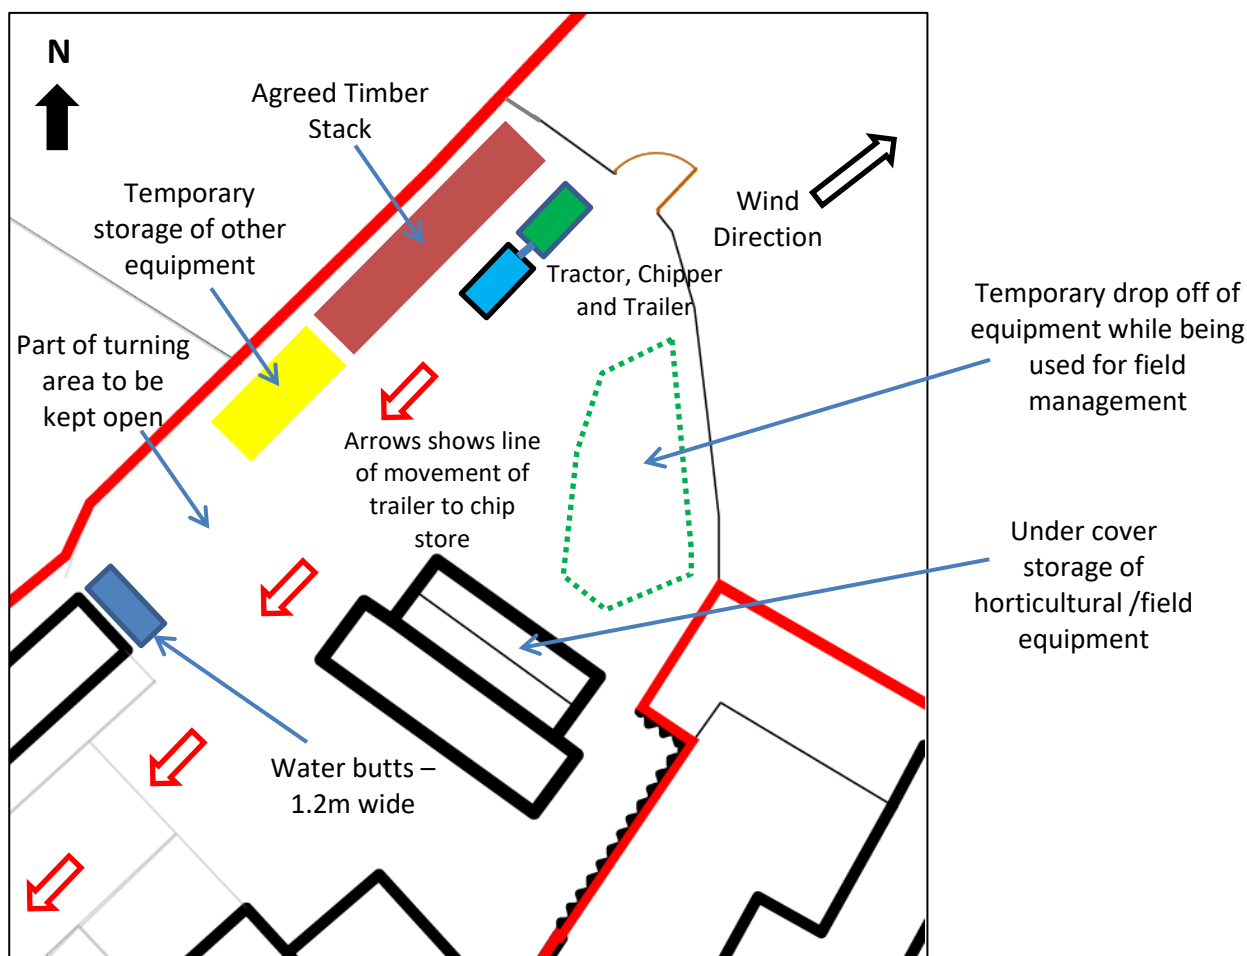 N
Agreed Timber
Stack
Temporary
storage of other
equipment
Wind
Direction
Tractor, Chipper
and Trailer
Part of turning
area to be
kept open
Temporary drop off of
equipment while being
used for field
management
Arrows shows line
of movement of
trailer to chip
store
Under cover
storage of
horticultural /field
equipment
Water butts –
1.2m wide